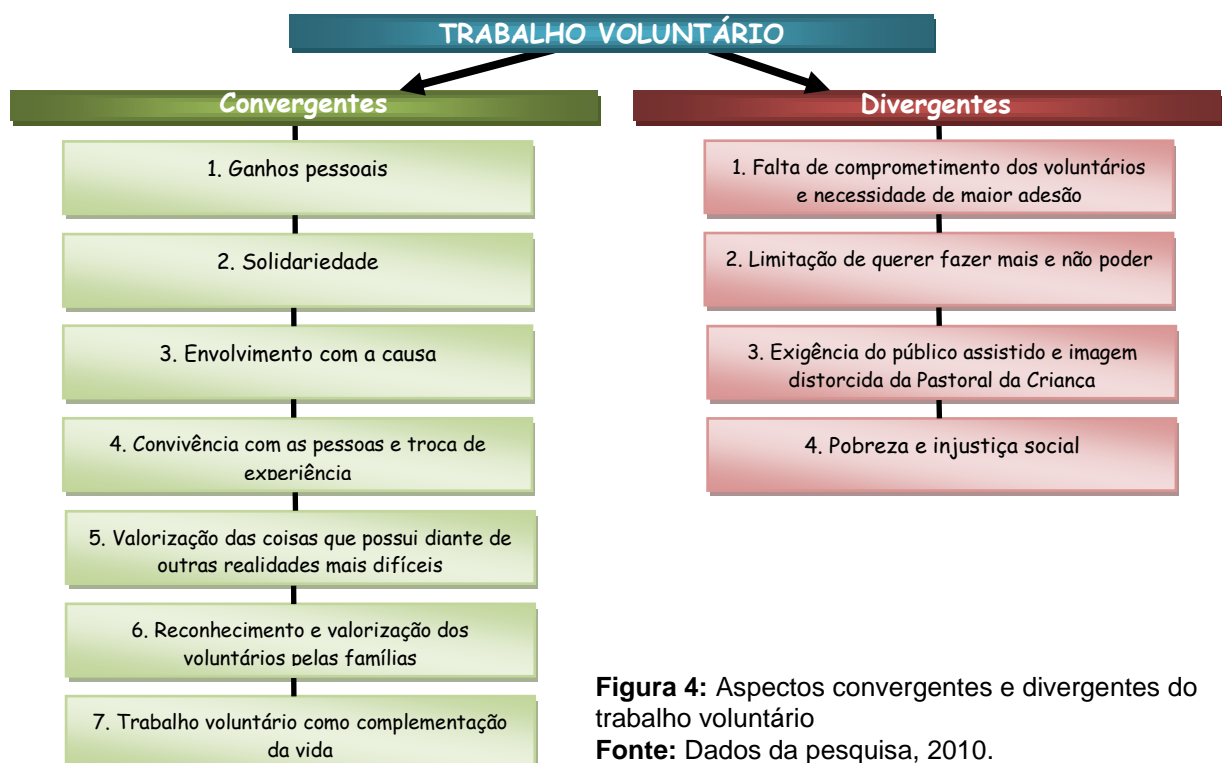 TRABALHO VOLUNTÁRIO
Convergentes
1. Ganhos pessoais
2. Solidariedade
3. Envolvimento com a causa
4. Convivência com as pessoas e troca de
experiência
5. Valorização das coisas que possui diante de
outras realidades mais difíceis
6. Reconhecimento e valorização dos
voluntários pelas famílias
7. Trabalho voluntário como complementação
da vida
Divergentes
1. Falta de comprometimento dos voluntários
e necessidade de maior adesão
2. Limitação de querer fazer mais e não poder
3. Exigência do público assistido e imagem
distorcida da Pastoral da Criança
4. Pobreza e injustiça social
Figura 4: Aspectos convergentes e divergentes do
trabalho voluntário
Fonte: Dados da pesquisa, 2010.